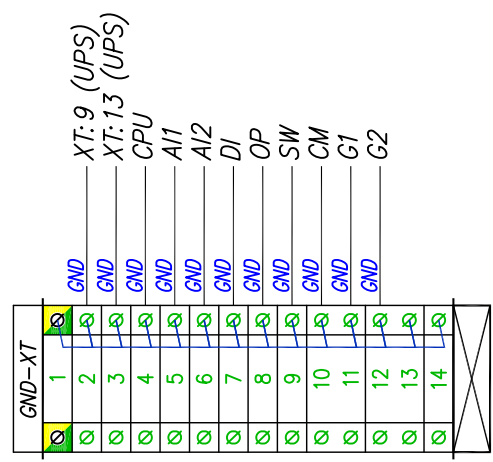 XT:9 (UPS)
XT:13 (UPS)
CPU
AI1
AI2
DI
OP
SW
CM
G1
G2
GND
GND
GND
GND
GND
GND
GND
GND
GND
GND
GND
GND-XT
1
2
3
4
5
6
7
8
9
10
11
12
13
14